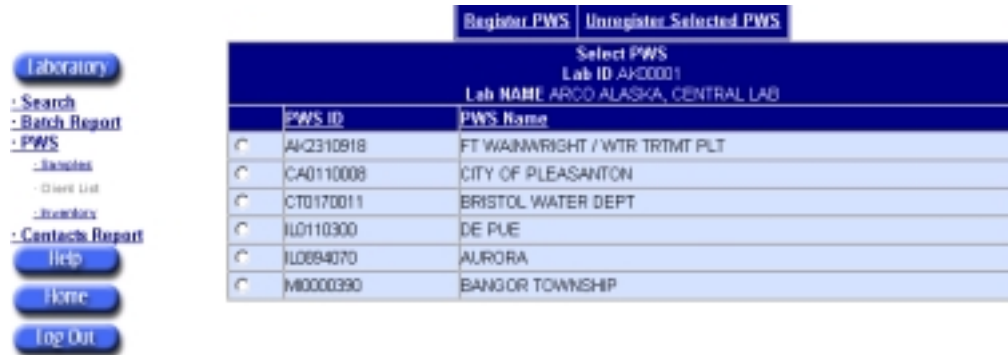 Register PWS Unregister Selected PWS
Select PWS
Lab ID AK00001
Lab NAME ARCO ALASKA, CENTRAL LAB
PWS ID PWS Name
AK2310918 FT WAINWRIGHT / WTR TRTMT PLT
CA0110008 CITY OF PLEASANTON
CT0170011 BRISTOL WATER DEPT
IL0110300 DE PUE
IL0894070 AURORA
MI0000390 BANGOR TOWNSHIP
Laboratory
· Search
· Batch Report
· PWS
· Samples
· Client List
· Inventory
· Contacts Report
Help
Home
Log Out